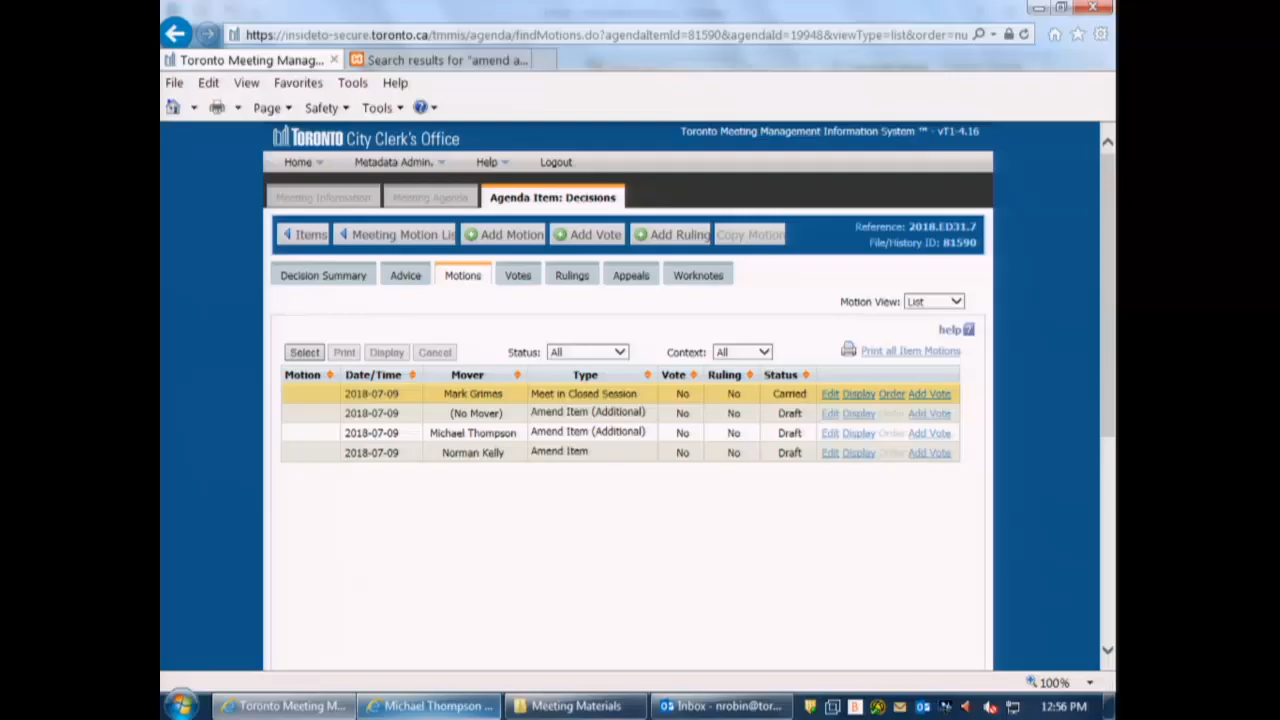 https://insideto-secure.toronto.ca/tmmis/agenda/findMotions.do?agendaItemId=81590&agendaId=19948&viewType=list&order=nu
Toronto Meeting Manag... Search results for "amend a...
File Edit View Favorites Tools Help
Page Safety Tools
TORONTO City Clerk's Office
Toronto Meeting Management Information System ™ - vT1-4.16
Home Metadata Admin. Help Logout
Meeting Information Meeting Agenda Agenda Item: Decisions
Items Meeting Motion Lis Add Motion Add Vote Add Ruling Copy Motion
Reference: 2018.ED31.7
File/History ID: 81590
Decision Summary Advice Motions Votes Rulings Appeals Worknotes
Motion View: List
help ?
Select Print Display Cancel Status: All Context: All Print all Item Motions
Motion Date/Time Mover Type Vote Ruling Status
2018-07-09 Mark Grimes Meet in Closed Session No No Carried Edit Display Order Add Vote
2018-07-09 (No Mover) Amend Item (Additional) No No Draft Edit Display Order Add Vote
2018-07-09 Michael Thompson Amend Item (Additional) No No Draft Edit Display Order Add Vote
2018-07-09 Norman Kelly Amend Item No No Draft Edit Display Order Add Vote
100%
Toronto Meeting M... Michael Thompson ... Meeting Materials Inbox - nrobin@tor... 12:56 PM